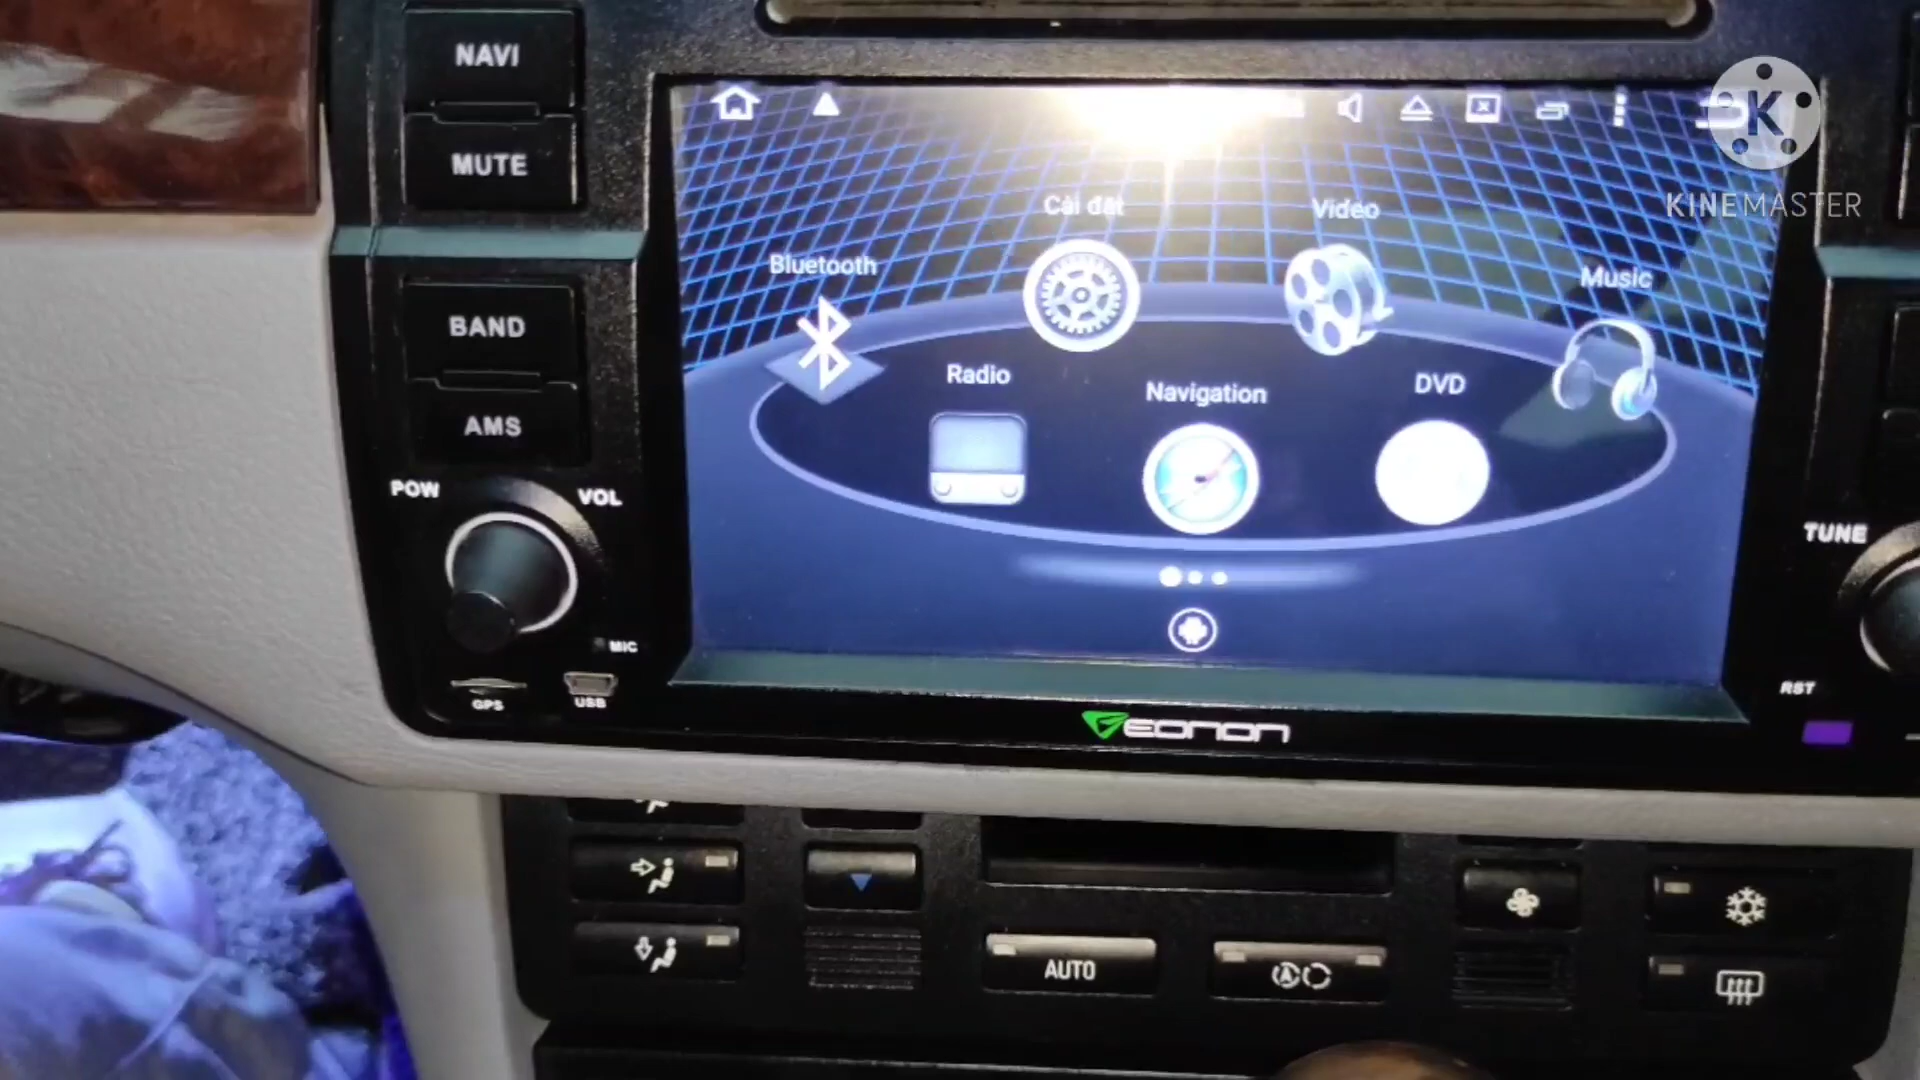 NAVI
MUTE
K
KINEMASTER
Cài đặt
Video
Bluetooth
Music
BAND
Radio
Navigation
DVD
AMS
POW
VOL
TUNE
MIC
GPS
USB
RST
EONON
AUTO
A